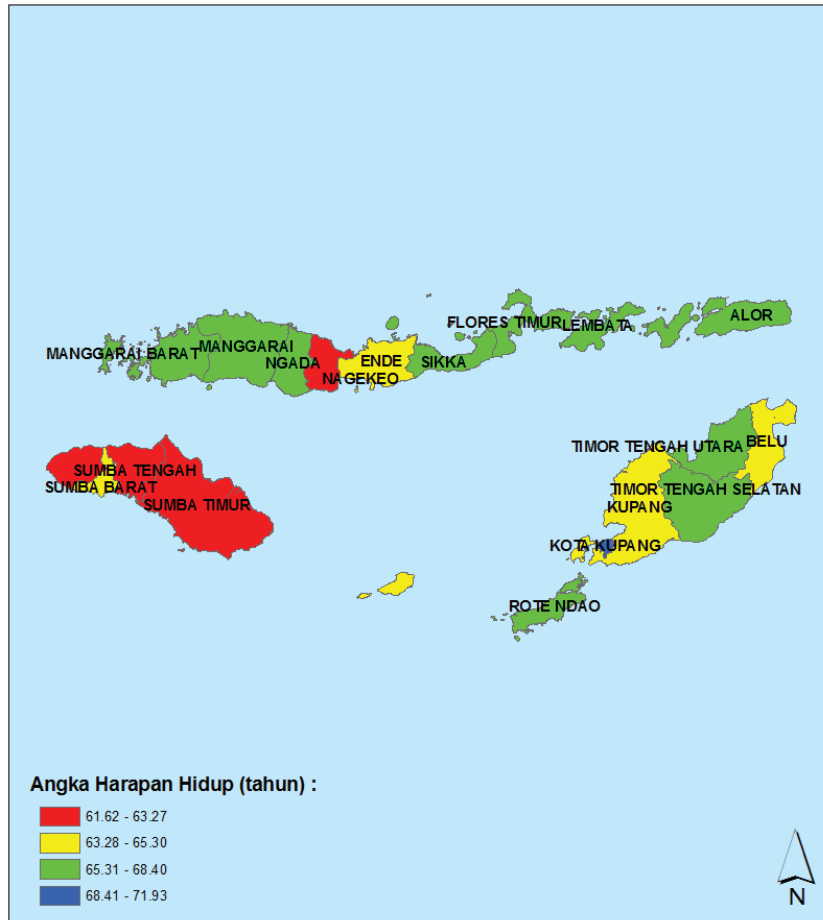 FLORES TIMUR
LEMBATA
ALOR
MANGGARAI BARAT
MANGGARAI
NGADA
NAGEKEO
ENDE
SIKKA
TIMOR TENGAH UTARA
BELU
SUMBA TENGAH
SUMBA BARAT
SUMBA TIMUR
TIMOR TENGAH SELATAN
KUPANG
KOTA KUPANG
ROTE NDAO
Angka Harapan Hidup (tahun) :
61.62 - 63.27
63.28 - 65.30
65.31 - 68.40
68.41 - 71.93
N